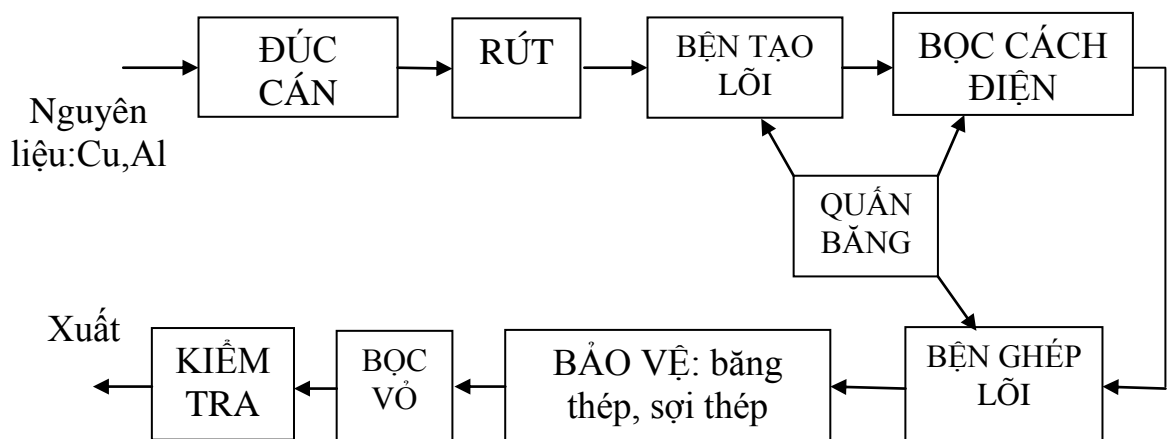 Nguyên
liệu:Cu,Al
ĐÚC
CÁN
RÚT
BỆN TẠO
LÕI
BỌC CÁCH
ĐIỆN
QUẤN
BĂNG
BỆN GHÉP
LÕI
BẢO VỆ: băng
thép, sợi thép
BỌC
VỎ
KIỂM
TRA
Xuất